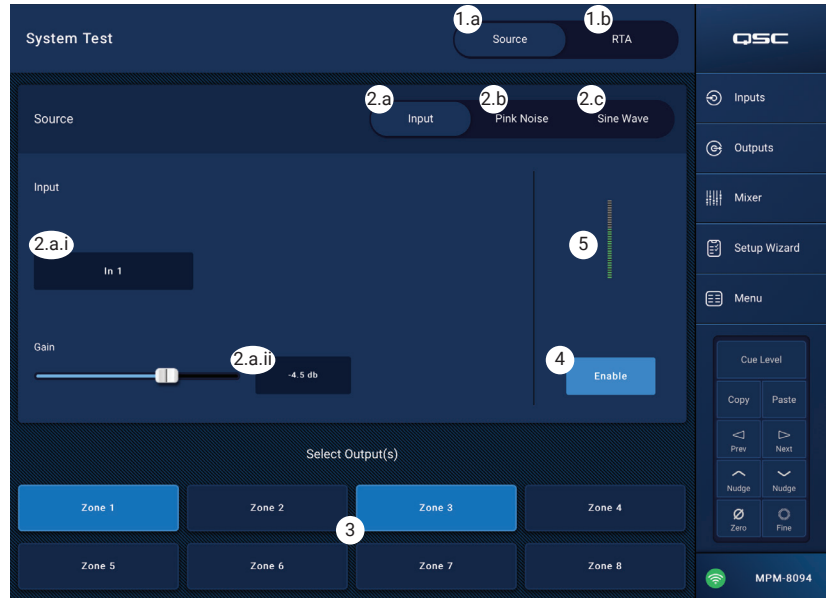 System Test
1.a
Source
1.b
RTA
QSC
Source
2.a
Input
2.b
Pink Noise
2.c
Sine Wave
Input
2.a.i
In 1
5
Gain
2.a.ii
-4.5 db
4
Enable
Select Output(s)
Zone 1
Zone 2
Zone 3
Zone 4
3
Zone 5
Zone 6
Zone 7
Zone 8
Inputs
Outputs
Mixer
Setup Wizard
Menu
Cue Level
Copy
Paste
Prev
Next
Nudge
Nudge
Zero
Fine
MPM-8094